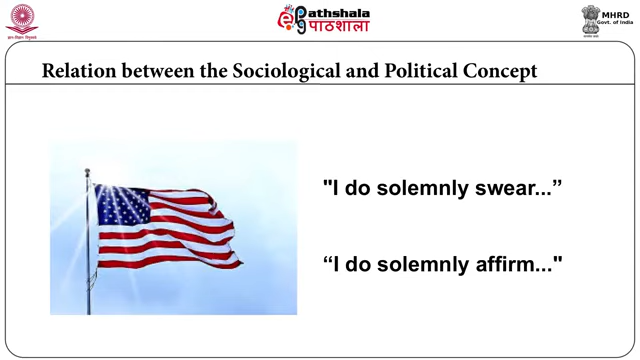 ज्ञान-विज्ञान विमुक्तये
Pathshala
पाठशाला
MHRD
Govt. of India
Relation between the Sociological and Political Concept
"I do solemnly swear...”
“I do solemnly affirm..."